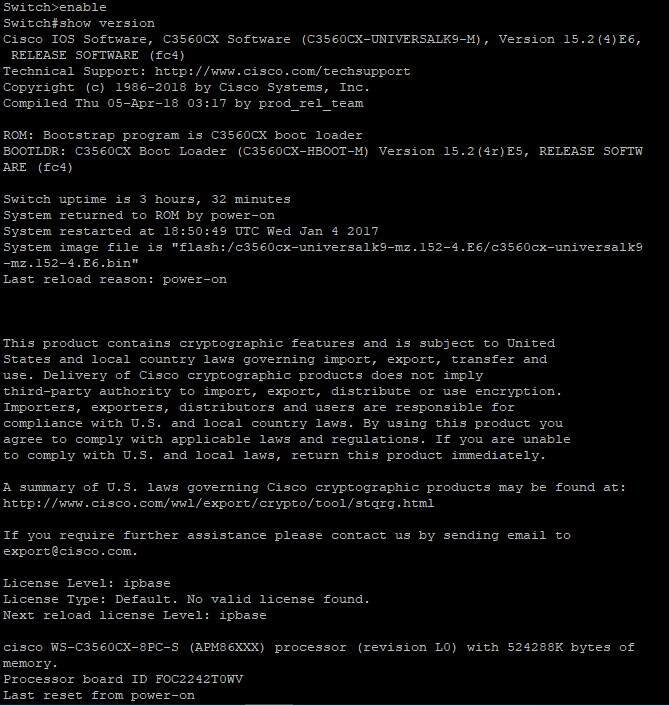 Switch>enable
Switch#show version
Cisco IOS Software, C3560CX Software (C3560CX-UNIVERSALK9-M), Version 15.2(4)E6,
 RELEASE SOFTWARE (fc4)
Technical Support: http://www.cisco.com/techsupport
Copyright (c) 1986-2018 by Cisco Systems, Inc.
Compiled Thu 05-Apr-18 03:17 by prod_rel_team
ROM: Bootstrap program is C3560CX boot loader
BOOTLDR: C3560CX Boot Loader (C3560CX-HBOOT-M) Version 15.2(4r)E5, RELEASE SOFTW
ARE (fc4)
Switch uptime is 3 hours, 32 minutes
System returned to ROM by power-on
System restarted at 18:50:49 UTC Wed Jan 4 2017
System image file is "flash:/c3560cx-universalk9-mz.152-4.E6/c3560cx-universalk9
-mz.152-4.E6.bin"
Last reload reason: power-on
This product contains cryptographic features and is subject to United
States and local country laws governing import, export, transfer and
use. Delivery of Cisco cryptographic products does not imply
third-party authority to import, export, distribute or use encryption.
Importers, exporters, distributors and users are responsible for
compliance with U.S. and local country laws. By using this product you
agree to comply with applicable laws and regulations. If you are unable
to comply with U.S. and local laws, return this product immediately.
A summary of U.S. laws governing Cisco cryptographic products may be found at:
http://www.cisco.com/wwl/export/crypto/tool/stqrg.html
If you require further assistance please contact us by sending email to
export@cisco.com.
License Level: ipbase
License Type: Default. No valid license found.
Next reload license Level: ipbase
cisco WS-C3560CX-8PC-S (APM86XXX) processor (revision L0) with 524288K bytes of
memory.
Processor board ID FOC2242T0WV
Last reset from power-on